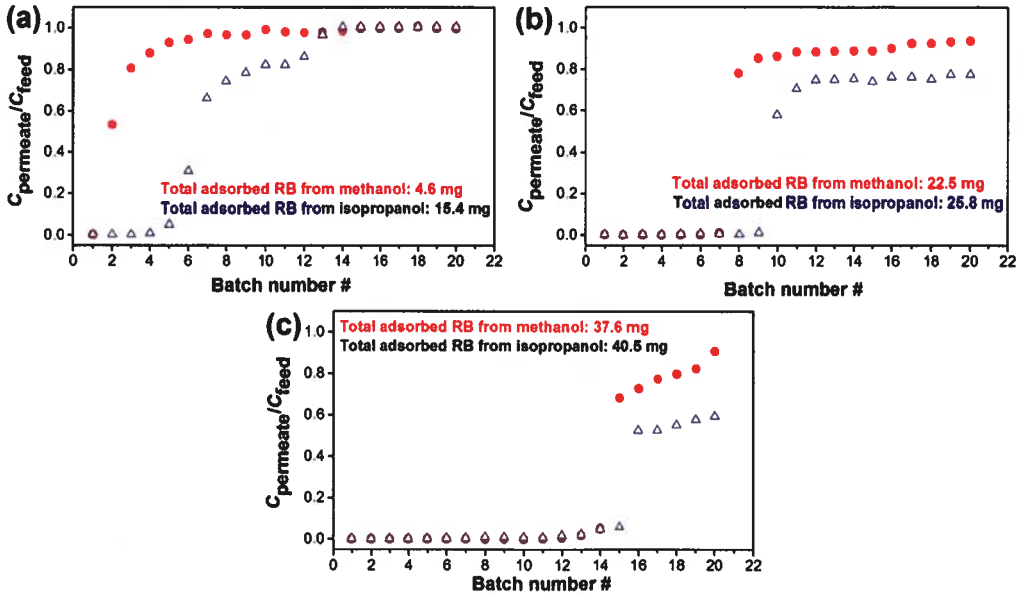 (a)
1.0
0.8
0.6
0.4
0.2
0.0
Cpermeate/Cfeed
Total adsorbed RB from methanol: 4.6 mg
Total adsorbed RB from isopropanol: 15.4 mg
0 2 4 6 8 10 12 14 16 18 20 22
Batch number #
(b)
1.0
0.8
0.6
0.4
0.2
0.0
Cpermeate/Cfeed
Total adsorbed RB from methanol: 22.5 mg
Total adsorbed RB from isopropanol: 25.8 mg
0 2 4 6 8 10 12 14 16 18 20 22
Batch number #
(c)
1.0
0.8
0.6
0.4
0.2
0.0
Cpermeate/Cfeed
Total adsorbed RB from methanol: 37.6 mg
Total adsorbed RB from isopropanol: 40.5 mg
0 2 4 6 8 10 12 14 16 18 20 22
Batch number #